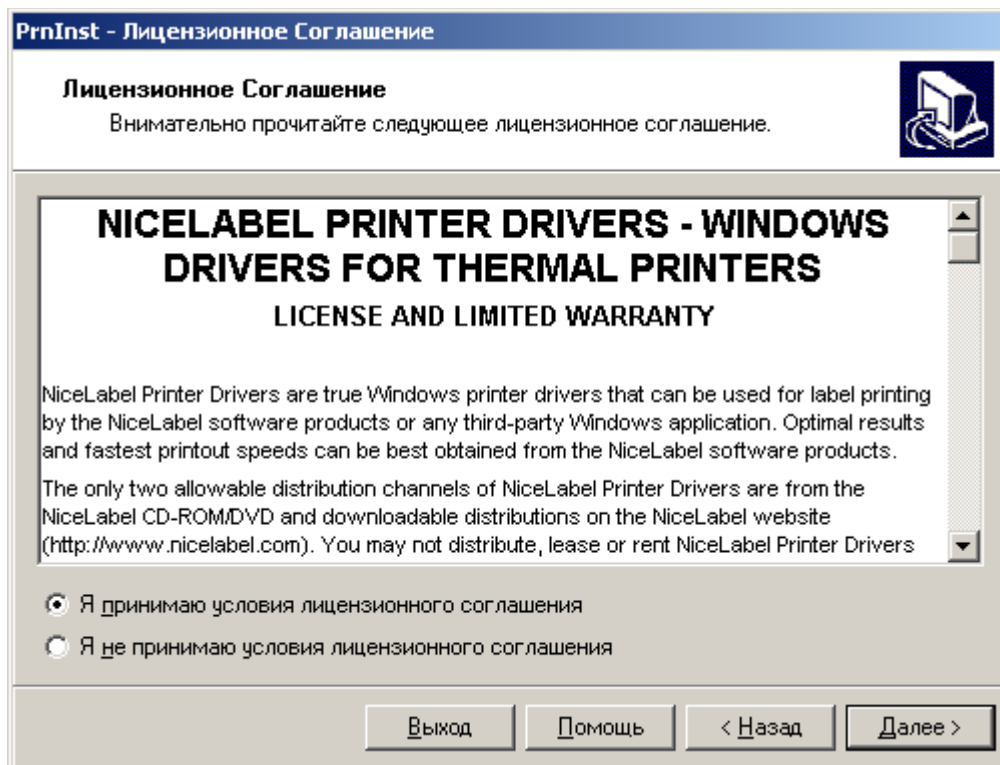 PrnInst - Лицензионное Соглашение
Лицензионное Соглашение
Внимательно прочитайте следующее лицензионное соглашение.
NICELABEL PRINTER DRIVERS - WINDOWS
DRIVERS FOR THERMAL PRINTERS
LICENSE AND LIMITED WARRANTY
NiceLabel Printer Drivers are true Windows printer drivers that can be used for label printing
by the NiceLabel software products or any third-party Windows application. Optimal results
and fastest printout speeds can be best obtained from the NiceLabel software products.
The only two allowable distribution channels of NiceLabel Printer Drivers are from the
NiceLabel CD-ROM/DVD and downloadable distributions on the NiceLabel website
(http://www.nicelabel.com). You may not distribute, lease or rent NiceLabel Printer Drivers
Я принимаю условия лицензионного соглашения
Я не принимаю условия лицензионного соглашения
Выход Помощь < Назад Далее >